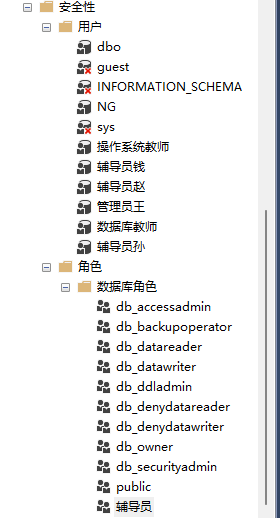 安全性
用户
dbo
guest
INFORMATION_SCHEMA
NG
sys
操作系统教师
辅导员钱
辅导员赵
管理员王
数据库教师
辅导员孙
角色
数据库角色
db_accessadmin
db_backupoperator
db_datareader
db_datawriter
db_ddladmin
db_denydatareader
db_denydatawriter
db_owner
db_securityadmin
public
辅导员